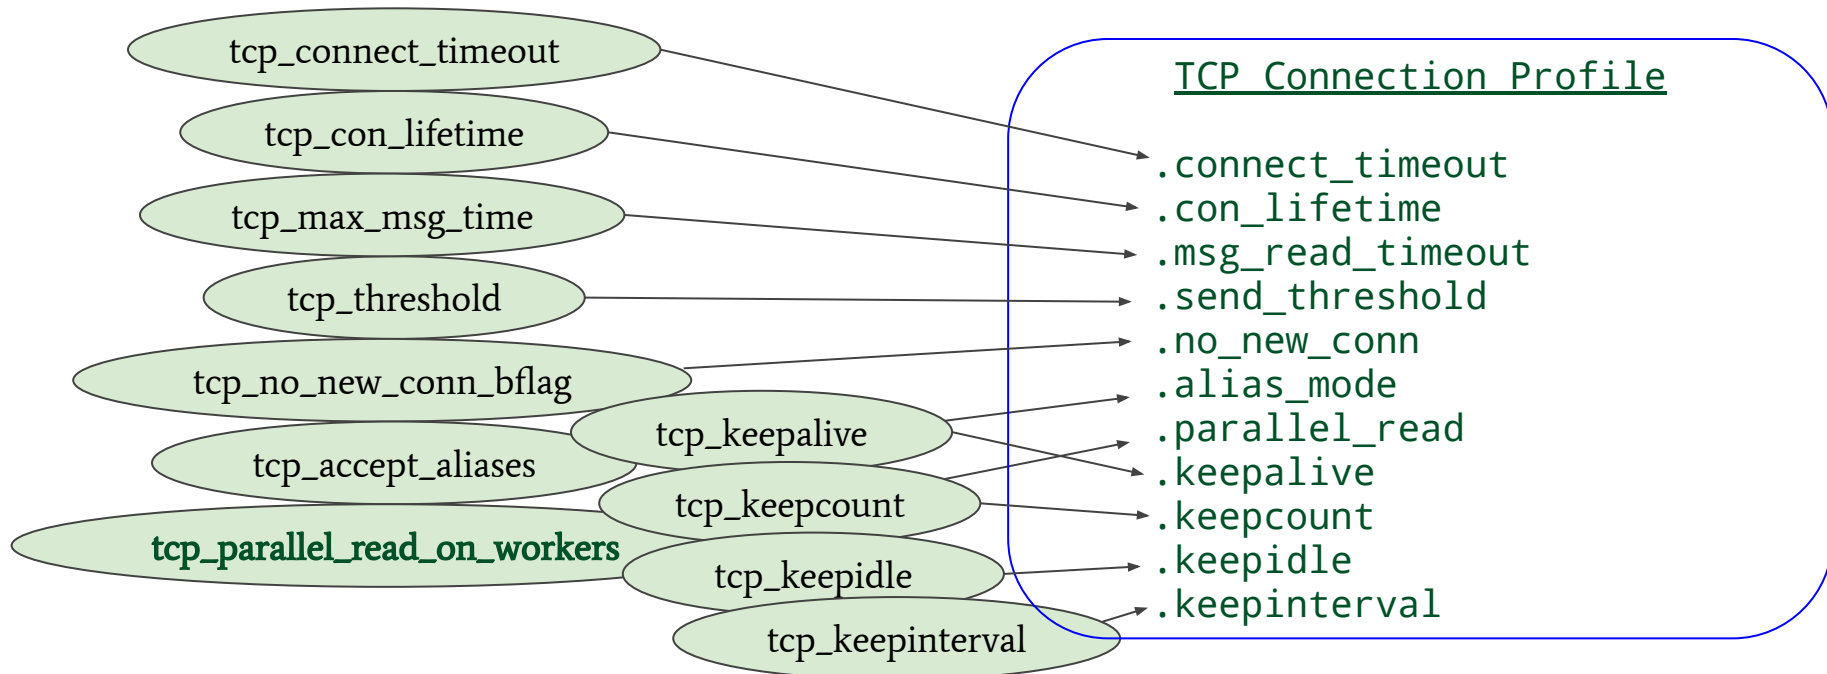 tcp_connect_timeout
tcp_con_lifetime
tcp_max_msg_time
tcp_threshold
tcp_no_new_conn_bflag
tcp_accept_aliases
tcp_parallel_read_on_workers
tcp_keepalive
tcp_keepcount
tcp_keepidle
tcp_keepinterval
TCP Connection Profile
.connect_timeout
.con_lifetime
.msg_read_timeout
.send_threshold
.no_new_conn
.alias_mode
.parallel_read
.keepalive
.keepcount
.keepidle
.keepinterval